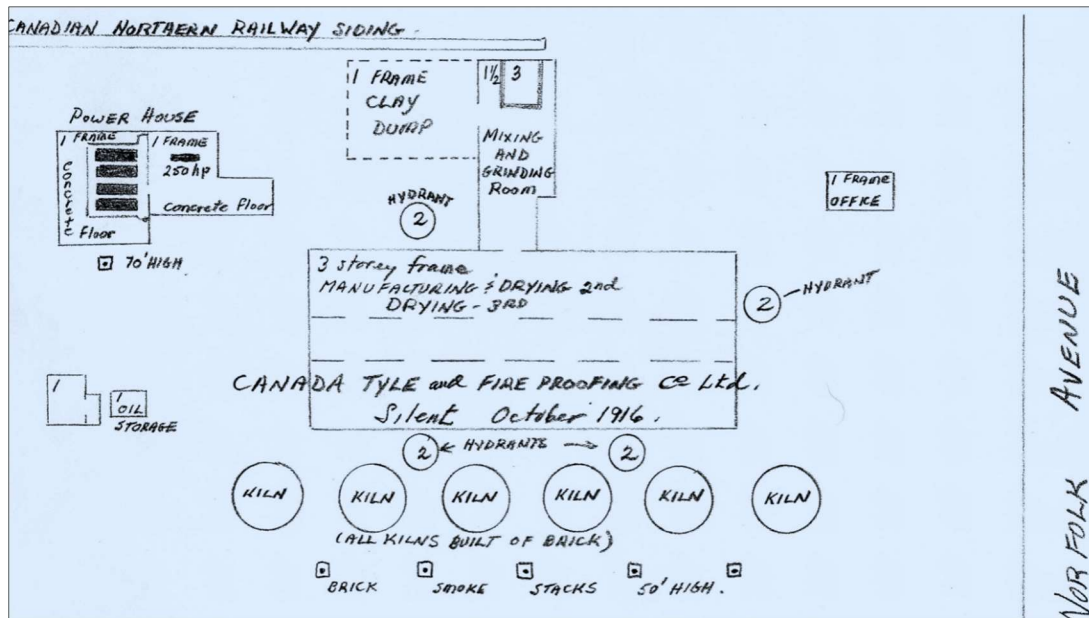 CANADIAN NORTHERN RAILWAY SIDING
1 FRAME
CLAY
DUMP
1½ 3
MIXING
AND
GRINDING
ROOM
POWER HOUSE
1 FRAME
Concrete
Floor
1 FRAME
250hp
Concrete Floor
70' HIGH
HYDRANT
2
1 FRAME
OFFICE
3 storey frame
MANUFACTURING & DRYING 2nd
DRYING - 3RD
2 - HYDRANT
CANADA TYLE and FIRE PROOFING Co Ltd.
Silent October 1916.
1
1
OIL
STORAGE
2 ← HYDRANTS → 2
KILN KILN KILN KILN KILN KILN
(ALL KILNS BUILT OF BRICK)
BRICK SMOKE STACKS 50' HIGH.
NORFOLK AVENUE